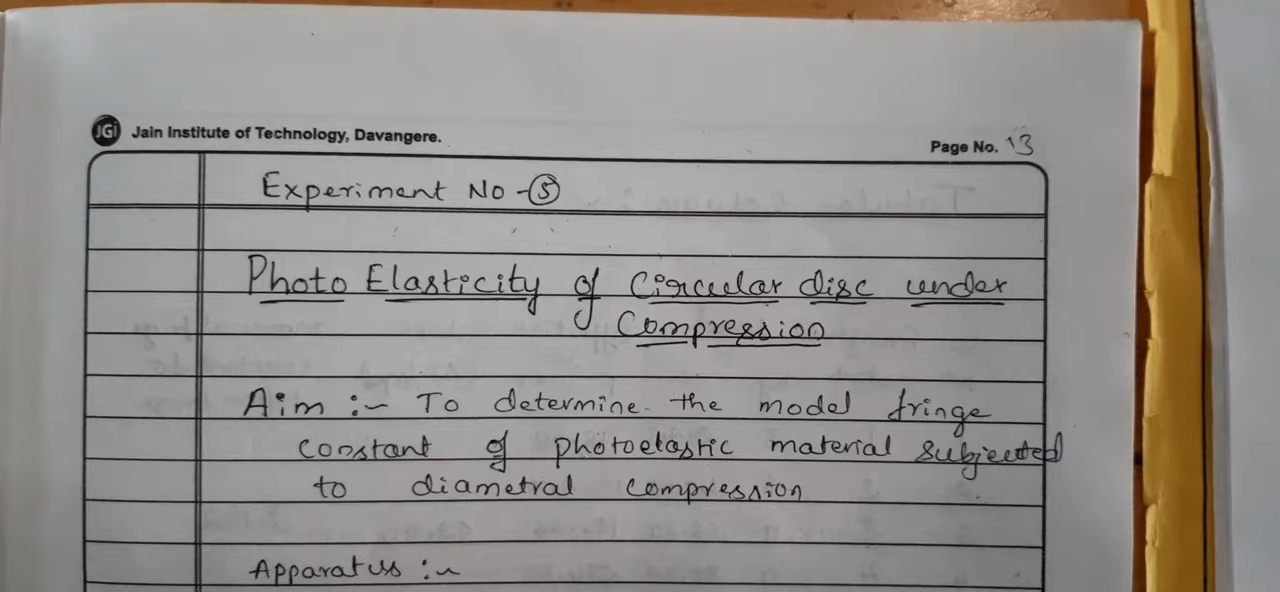 JGi Jain Institute of Technology, Davangere.
Page No. 13
Experiment No - 5
Photo Elasticity of Circular disc under
Compression
Aim :- To determine the model fringe
constant of photoelastic material subjected
to diametral compression
Apparatus :-